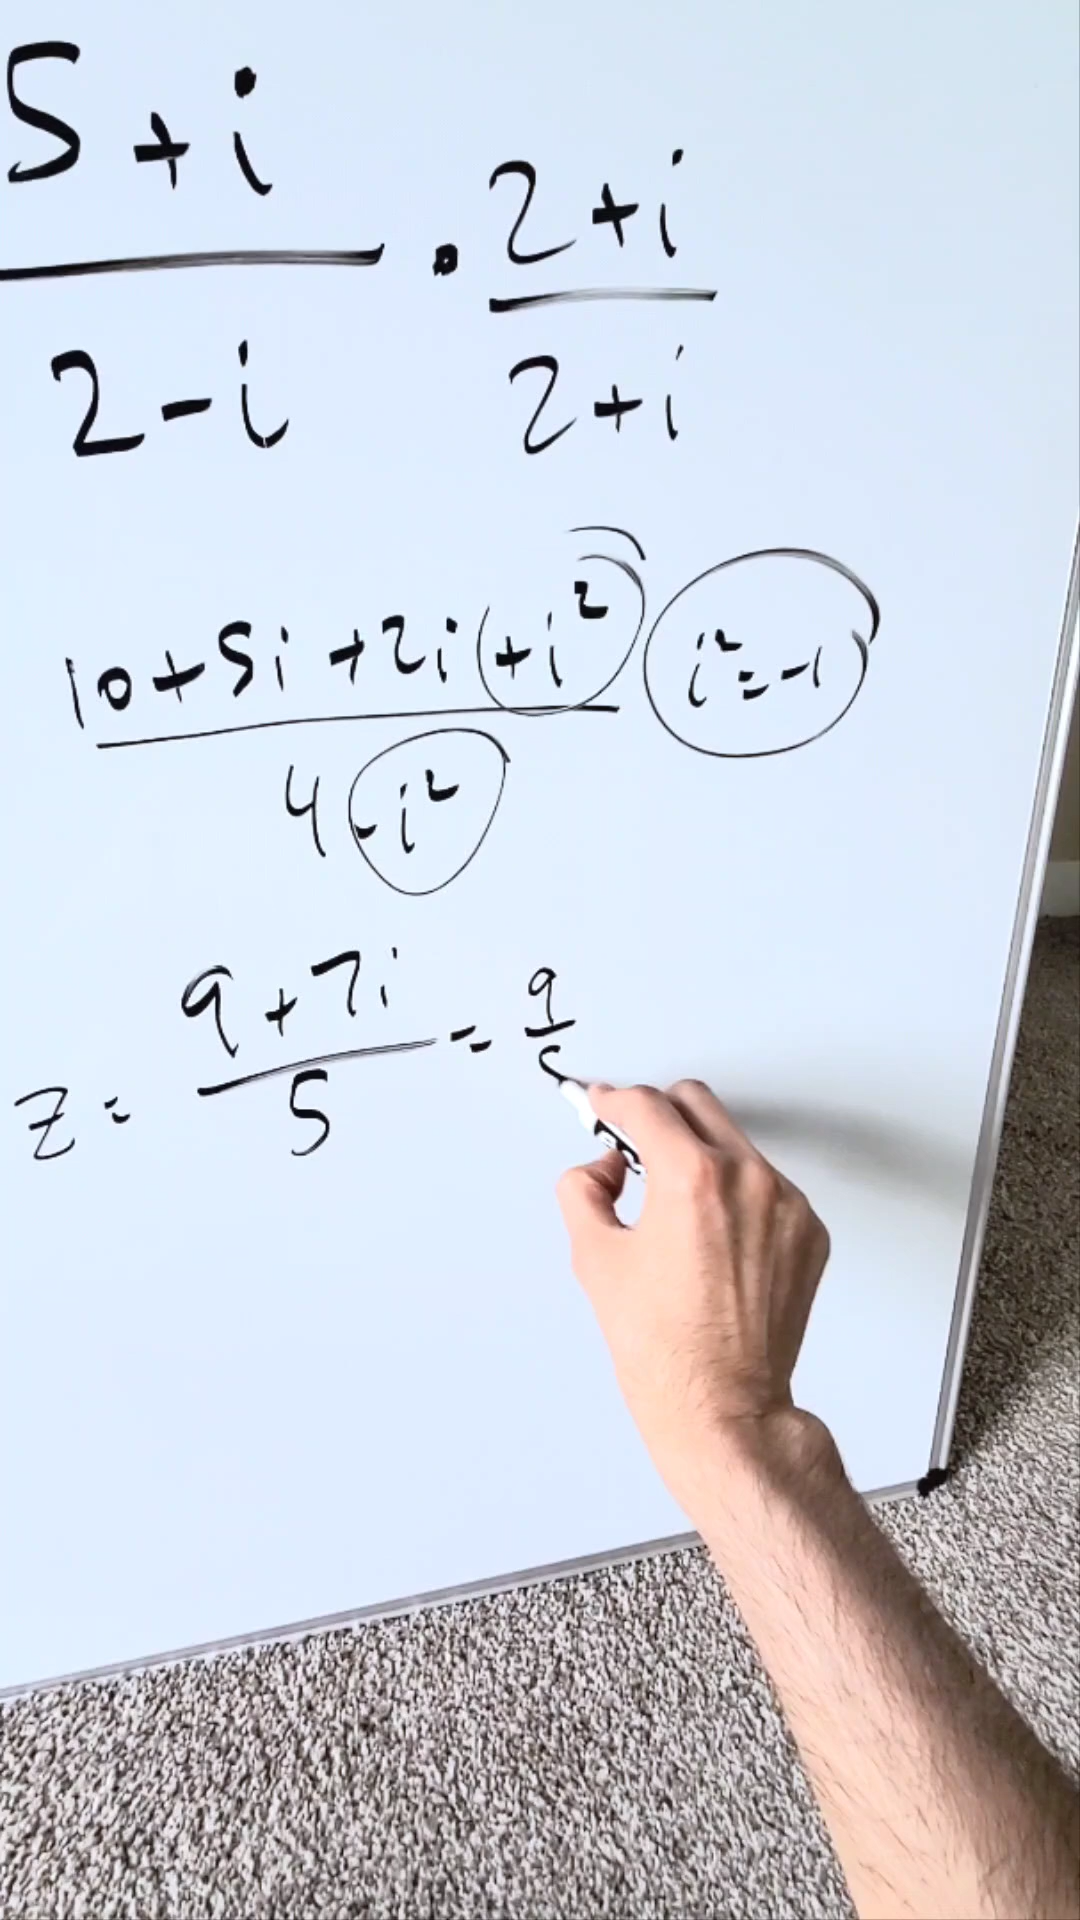 5 + i
2 + i
·
2 - i
2 + i
10 + 5i + 2i + i²
i² = -1
4 - i²
z = 9 + 7i / 5 = 9